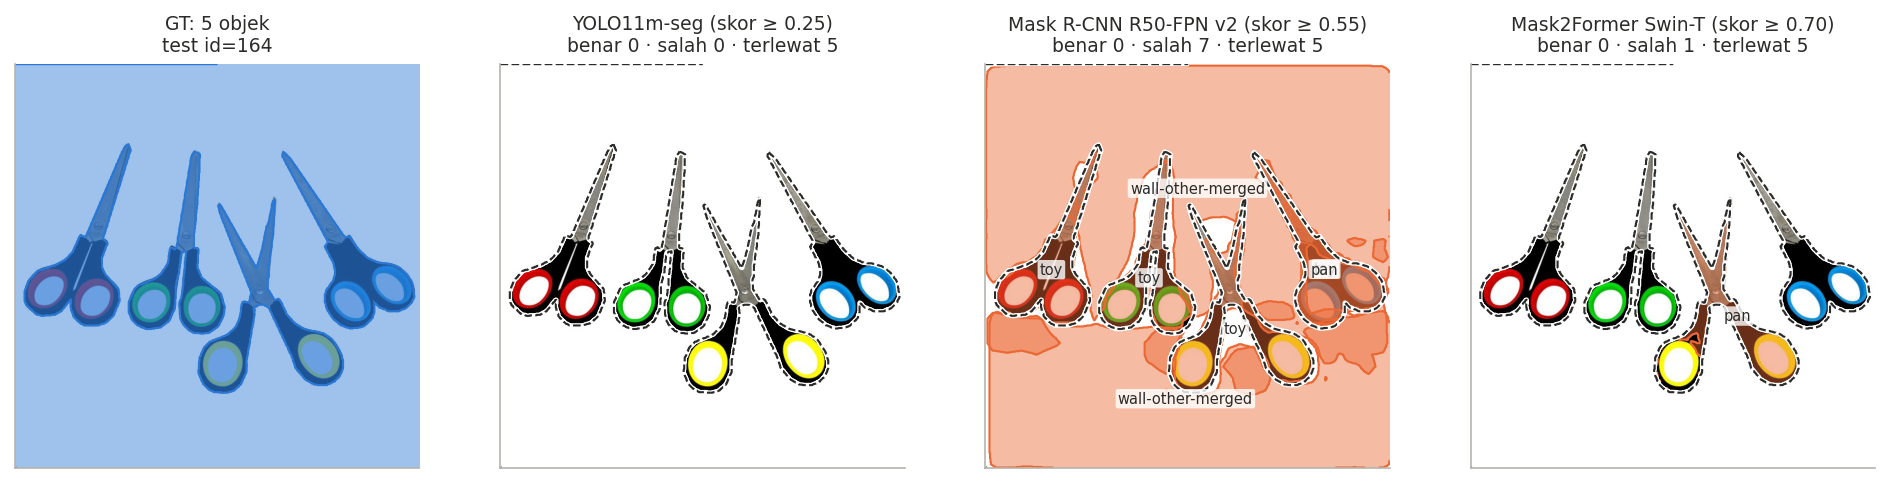 GT: 5 objek
test id=164
YOLO11m-seg (skor ≥ 0.25)
benar 0 · salah 0 · terlewat 5
Mask R-CNN R50-FPN v2 (skor ≥ 0.55)
benar 0 · salah 7 · terlewat 5
wall-other-merged
toy
toy
pan
toy
wall-other-merged
Mask2Former Swin-T (skor ≥ 0.70)
benar 0 · salah 1 · terlewat 5
pan